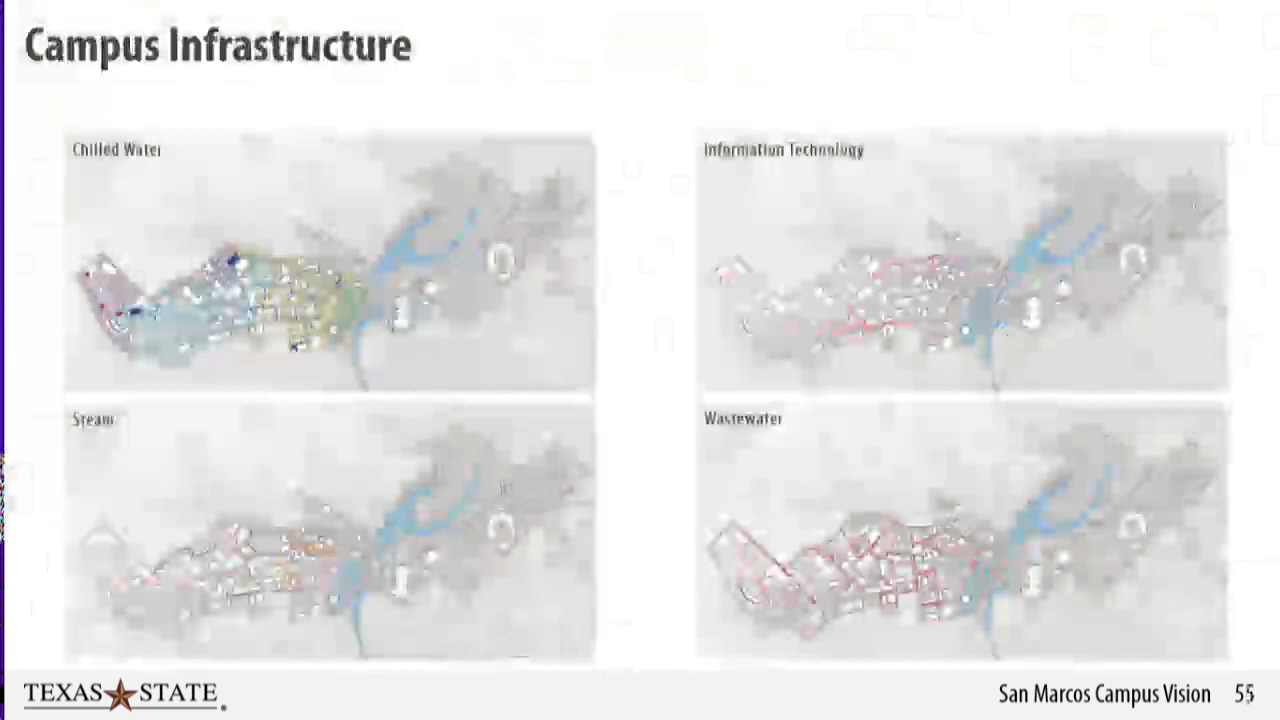 Campus Infrastructure
Chilled Water
Information Technology
Steam
Wastewater
TEXAS STATE
San Marcos Campus Vision 55